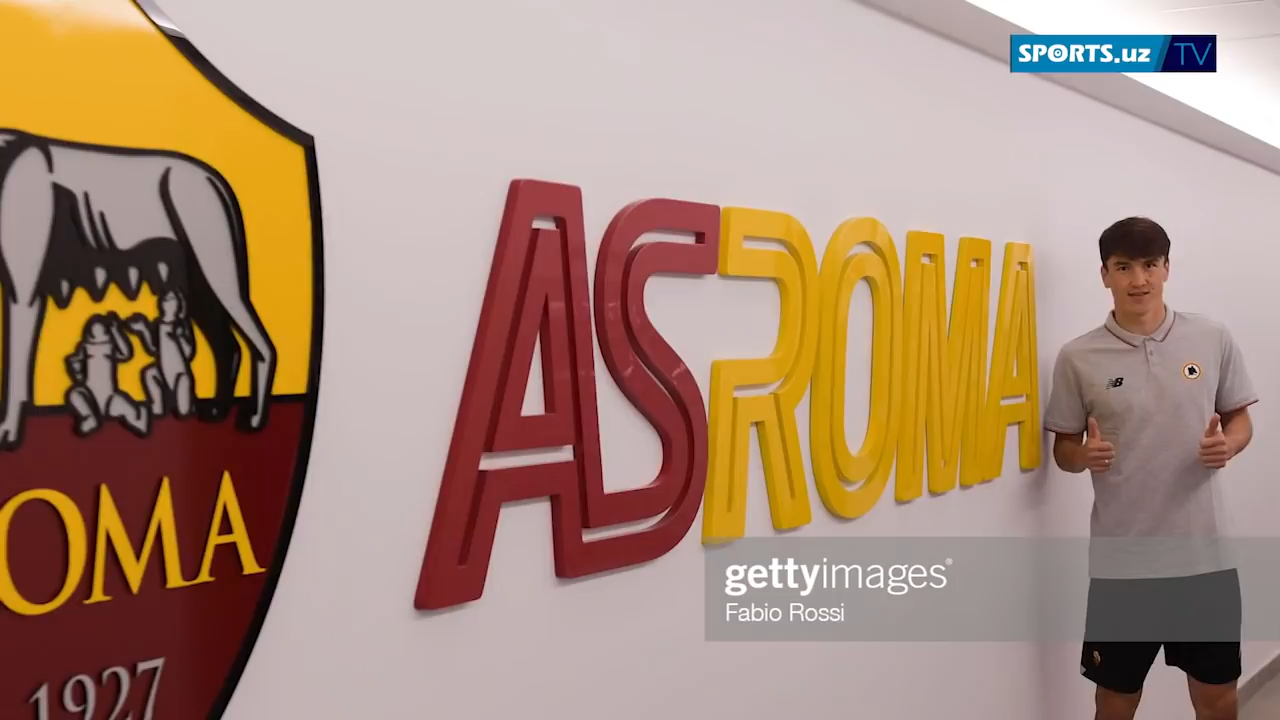 SPORTS.uz TV
ASROMA
OMA
1927
gettyimages®
Fabio Rossi